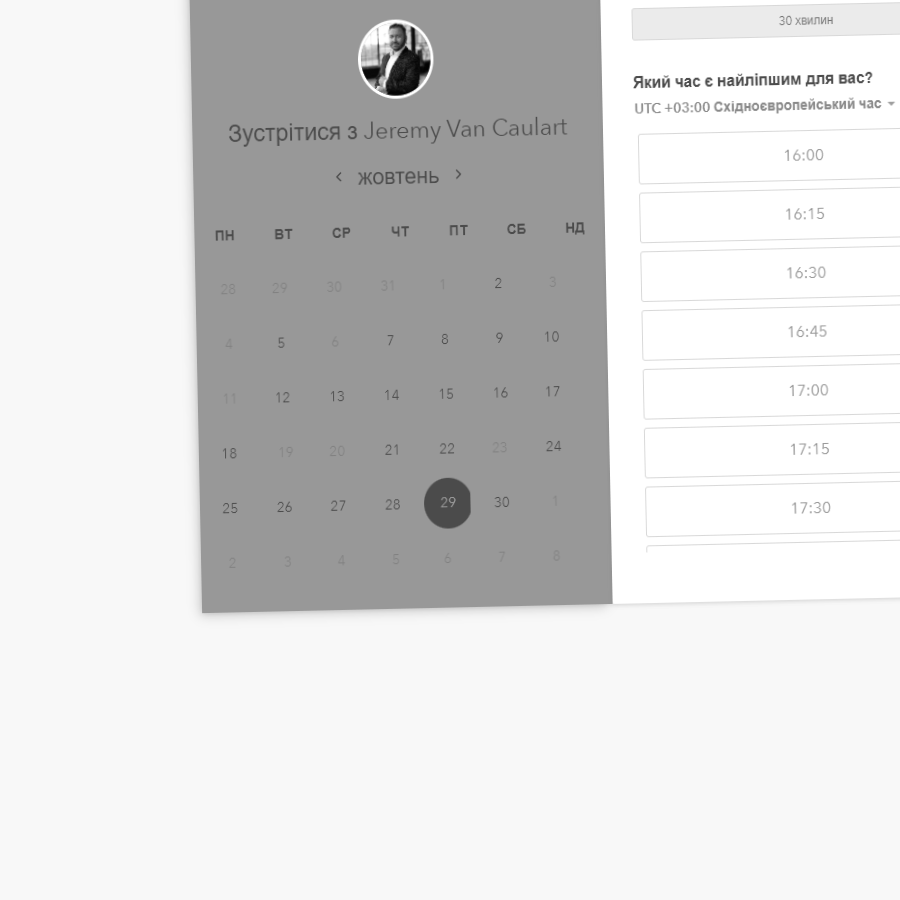 30 хвилин
Зустрітися з Jeremy Van Caulart
‹ жовтень ›
ПН ВТ СР ЧТ ПТ СБ НД
28 29 30 31 1 2 3
4 5 6 7 8 9 10
11 12 13 14 15 16 17
18 19 20 21 22 23 24
25 26 27 28 29 30 1
2 3 4 5 6 7 8
Який час є найліпшим для вас?
UTC +03:00 Східноєвропейський час
16:00
16:15
16:30
16:45
17:00
17:15
17:30